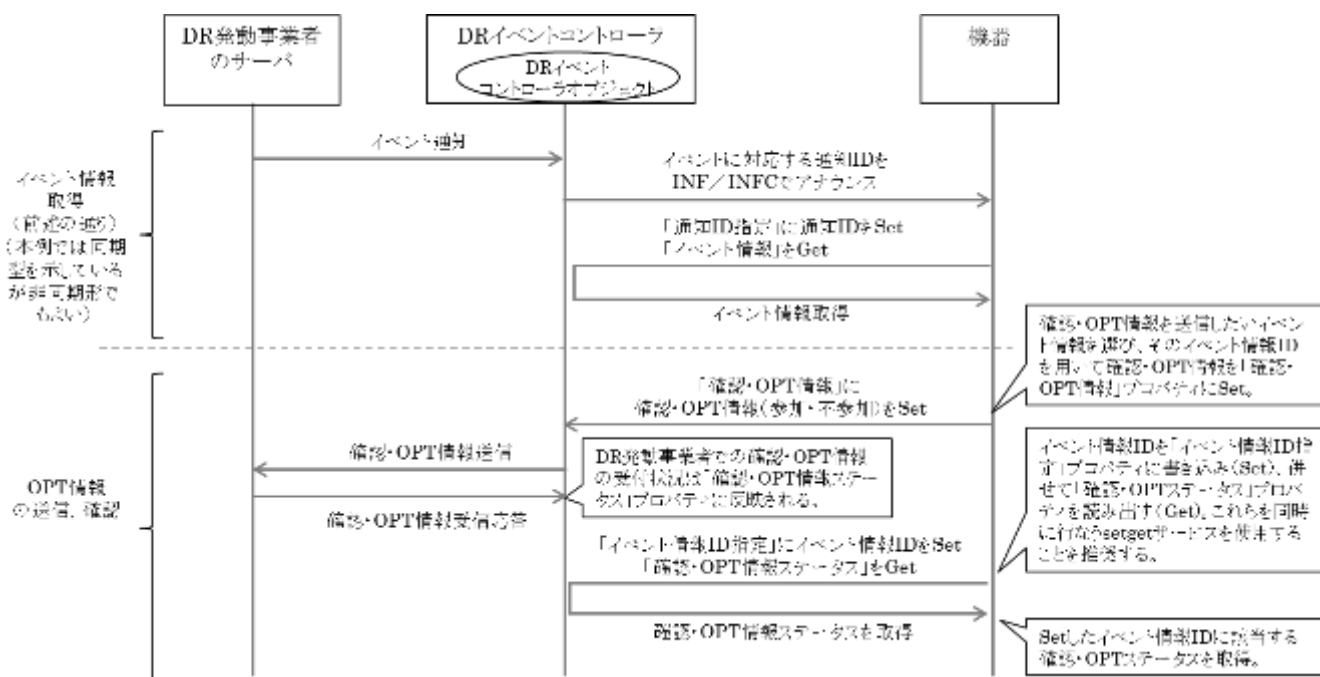 DR発動事業者
のサーバ
DRイベントコントローラ
DRイベント
コントローラオブジェクト
機器
イベント情報
取得
(前述の通り)
(本例では同期
型を示している
が非同期形で
もよい)
イベント通知
イベントに対応する通知IDを
INF/INFCでアナウンス
「通知ID指定」に通知IDをSet
「イベント情報」をGet
イベント情報取得
確認・OPT情報を送信したいイベン
ト情報を選び、そのイベント情報ID
を用いて確認・OPT情報を「確認・
OPT情報」プロパティにSet。
OPT情報
の送信、確認
「確認・OPT情報」に
確認・OPT情報(参加・不参加)をSet
確認・OPT情報送信
DR発動事業者での確認・OPT情報
の受付状況は「確認・OPT情報ステー
タス」プロパティに反映される。
確認・OPT情報受信応答
イベント情報IDを「イベント情報ID指
定」プロパティに書き込み(Set)、併
せて「確認・OPTステータス」プロパ
ティを読み出す(Get)。これらを同時
に行なうsetgetサービスを使用する
ことを推奨する。
「イベント情報ID指定」にイベント情報IDをSet
「確認・OPT情報ステータス」をGet
確認・OPT情報ステータスを取得
Setしたイベント情報IDに該当する
確認・OPTステータスを取得。